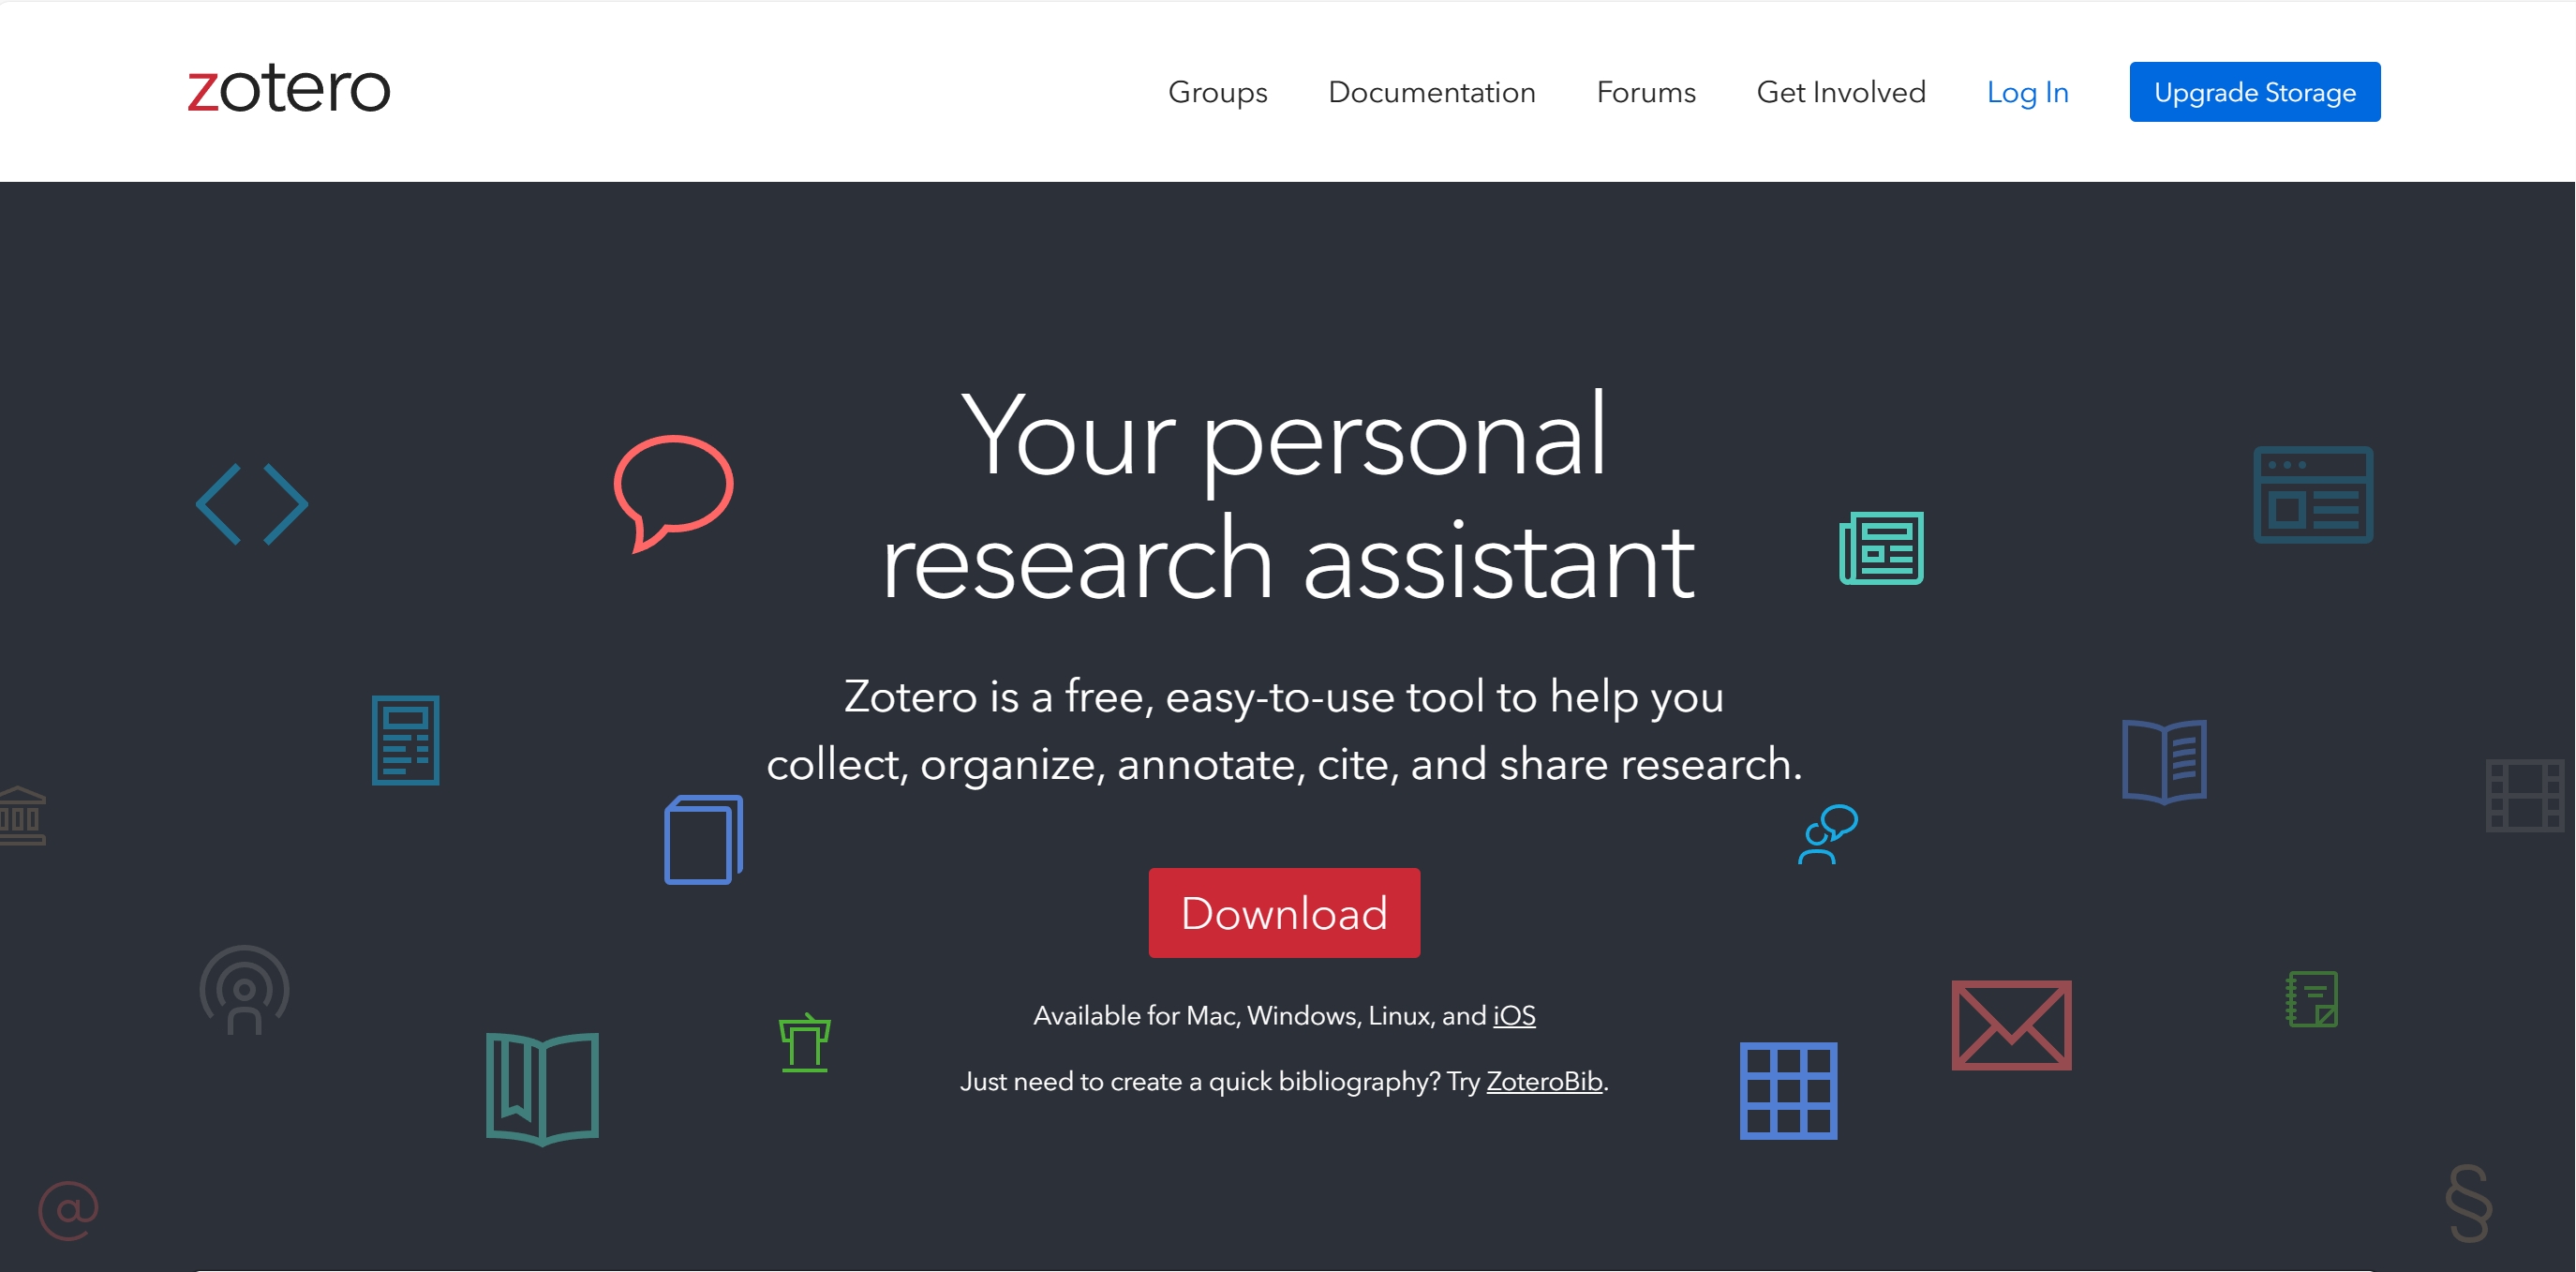 zotero
Groups
Documentation
Forums
Get Involved
Log In
Upgrade Storage
Your personal
research assistant
Zotero is a free, easy-to-use tool to help you
collect, organize, annotate, cite, and share research.
Download
Available for Mac, Windows, Linux, and iOS
Just need to create a quick bibliography? Try ZoteroBib.
@
§